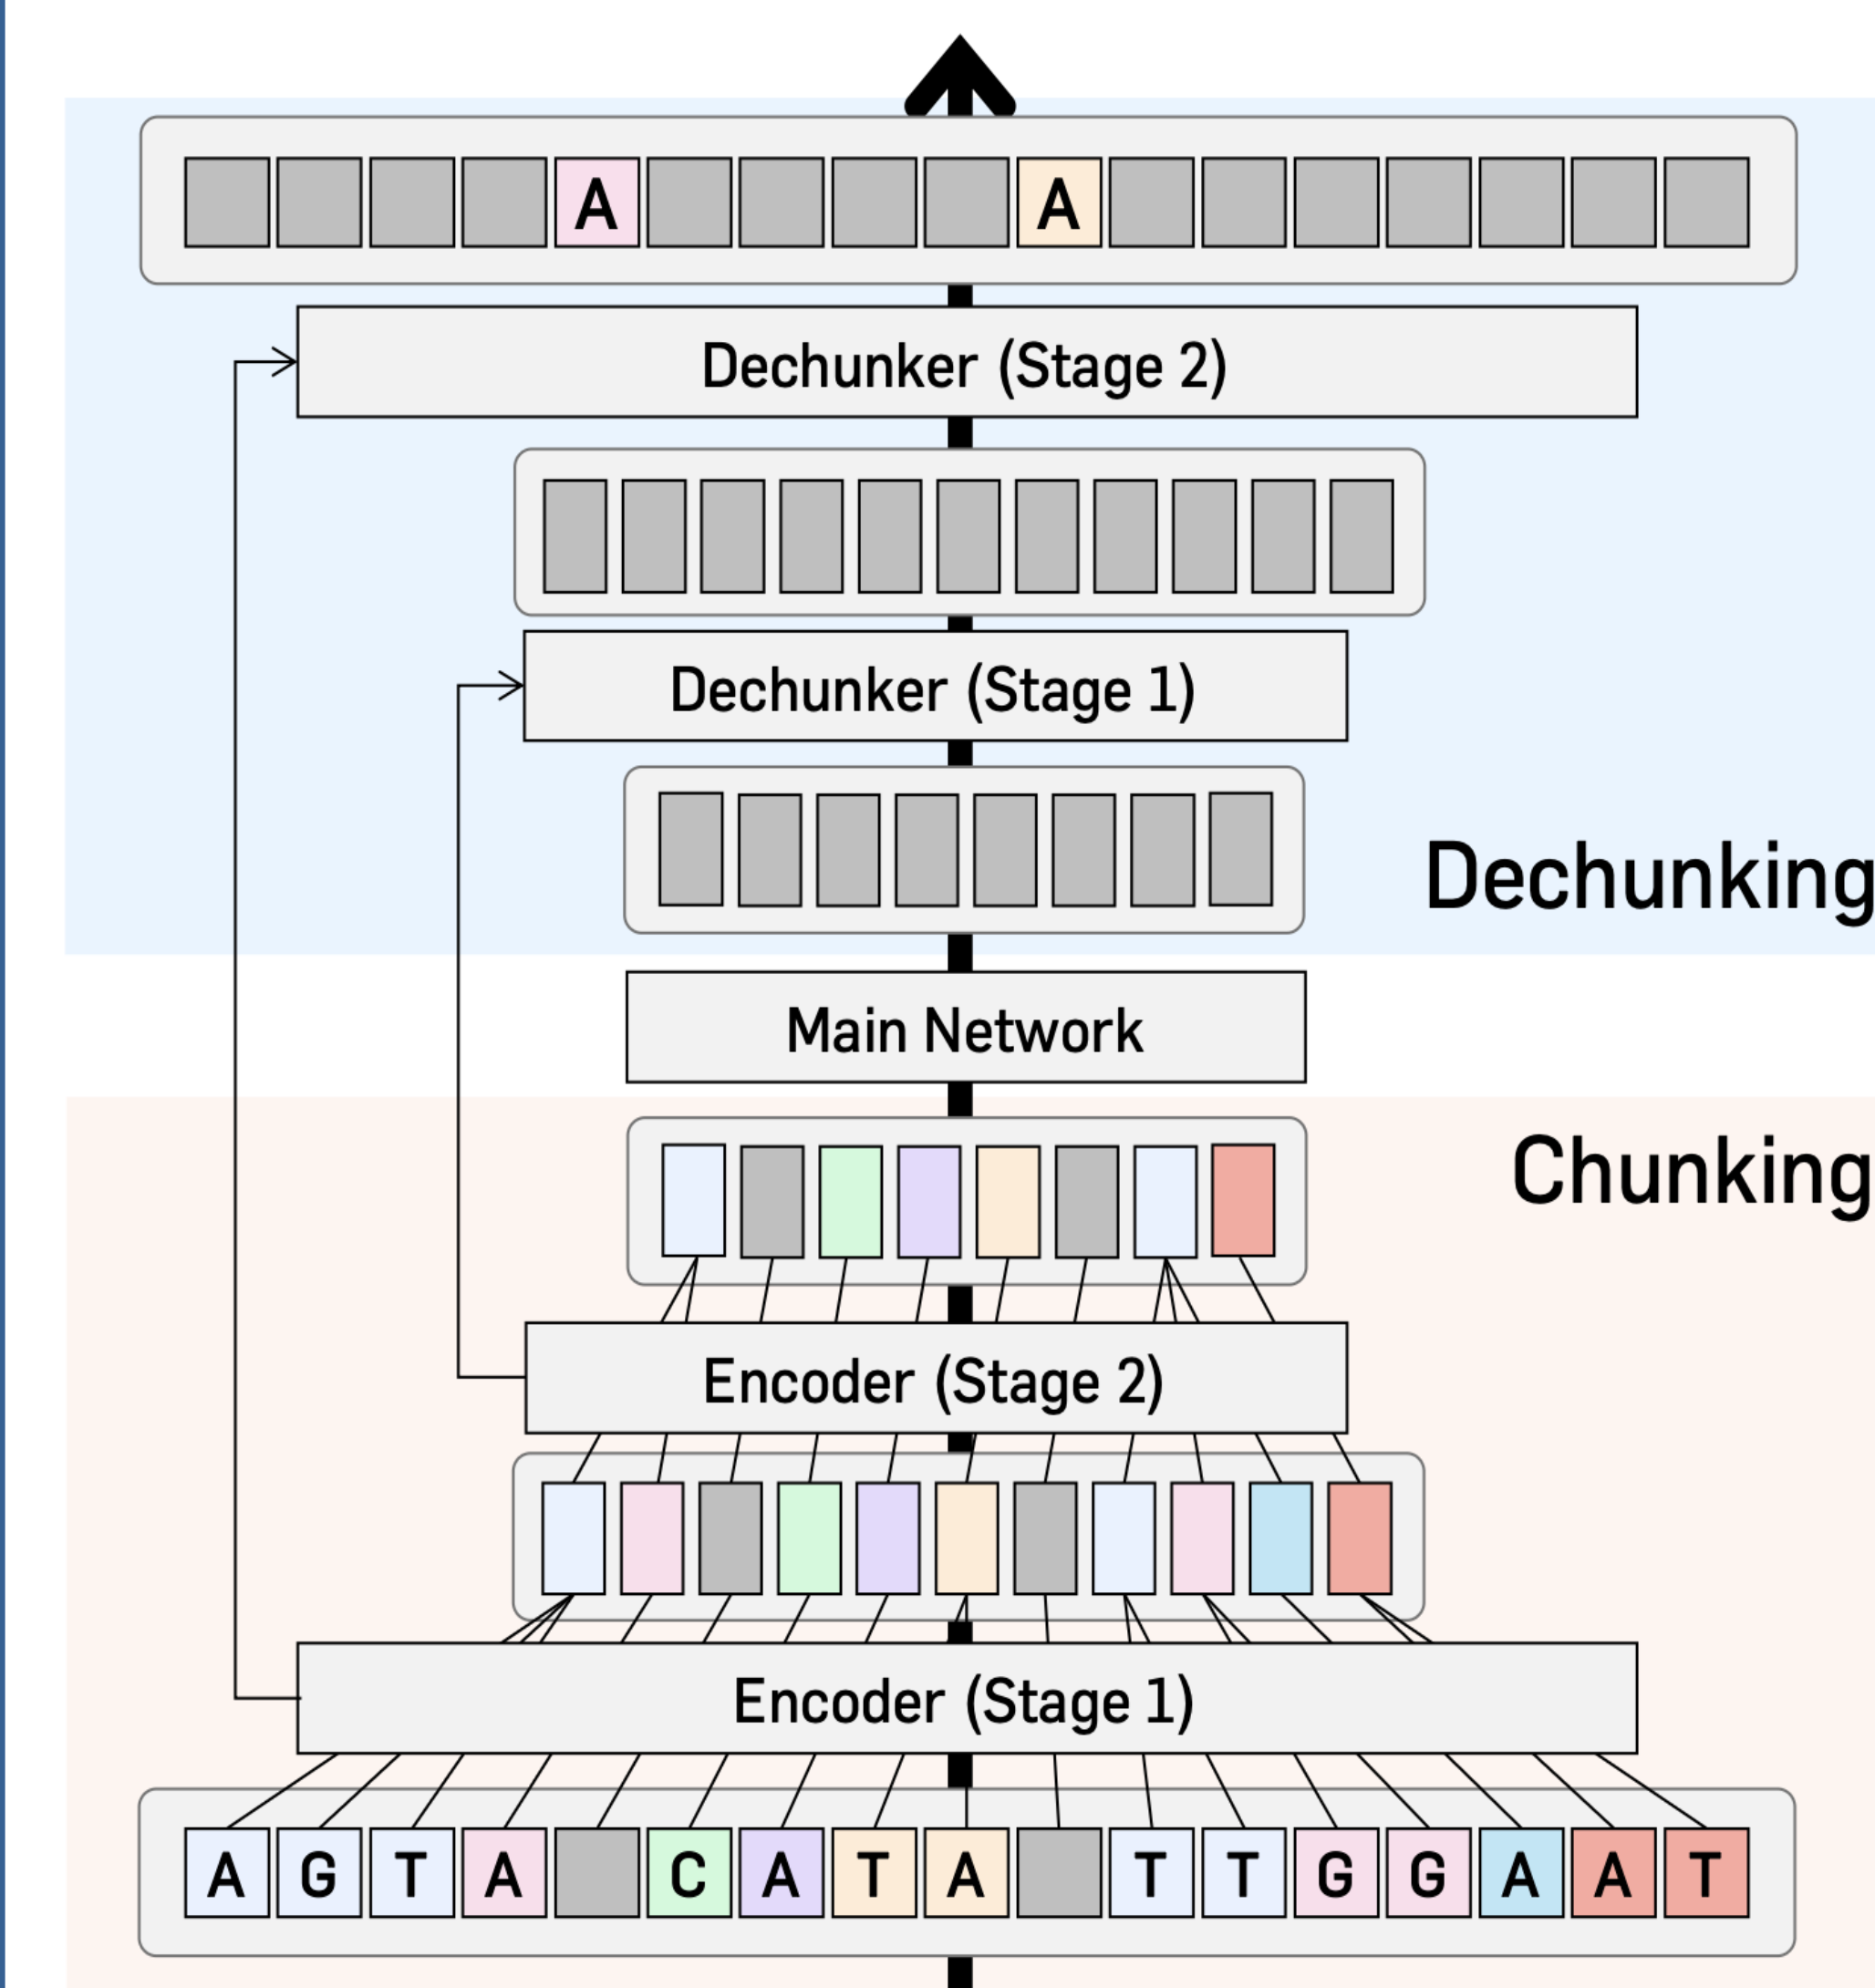 A A
Dechunker (Stage 2)
Dechunker (Stage 1)
Dechunking
Main Network
Chunking
Encoder (Stage 2)
Encoder (Stage 1)
A G T A C A T A T T G G A A T